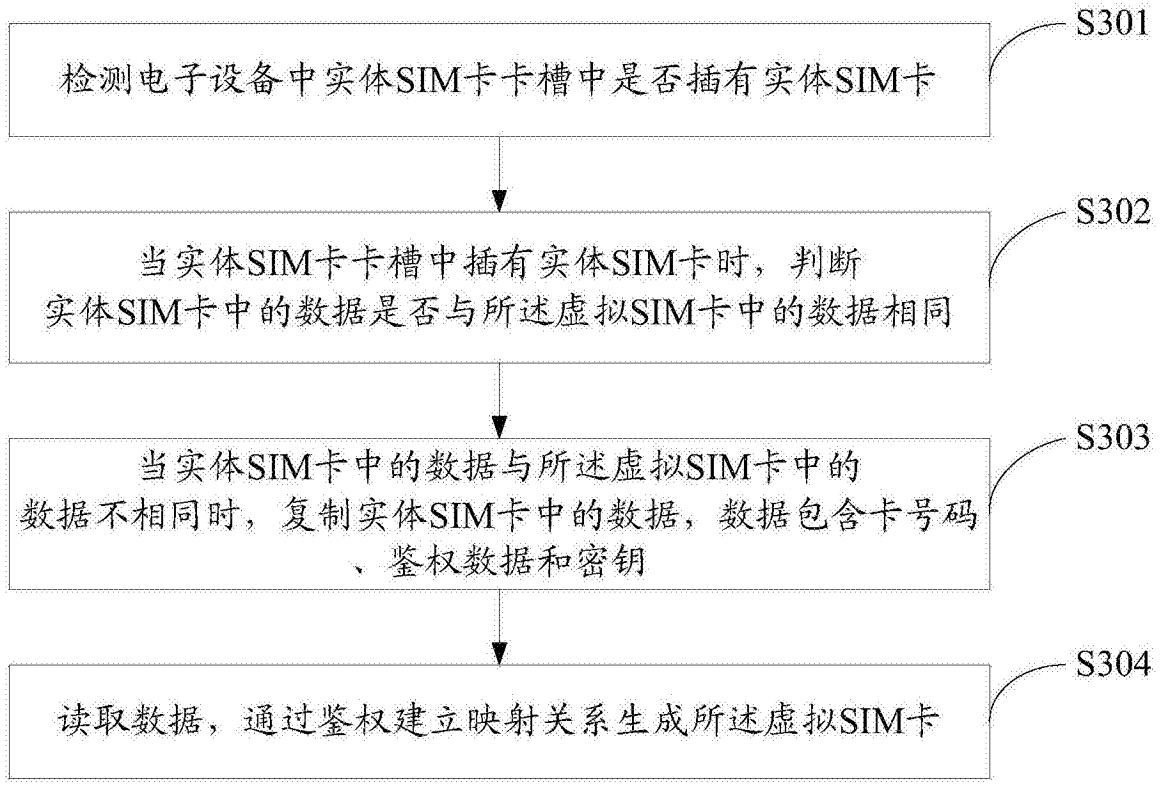 S301
检测电子设备中实体SIM卡卡槽中是否插有实体SIM卡
S302
当实体SIM卡卡槽中插有实体SIM卡时，判断
实体SIM卡中的数据是否与所述虚拟SIM卡中的数据相同
S303
当实体SIM卡中的数据与所述虚拟SIM卡中的
数据不相同时，复制实体SIM卡中的数据，数据包含卡号码
、鉴权数据和密钥
S304
读取数据，通过鉴权建立映射关系生成所述虚拟SIM卡